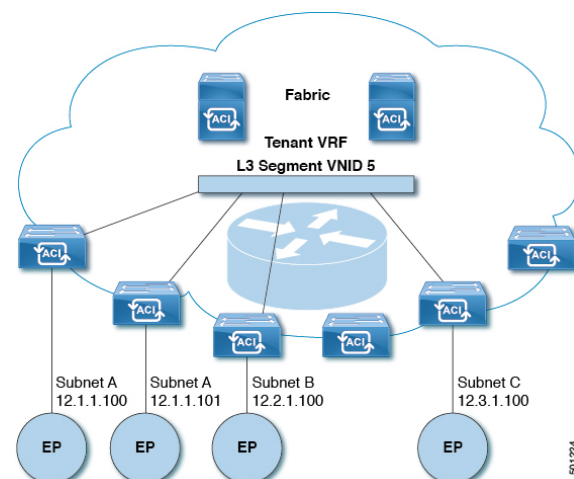 Fabric
ACI
ACI
Tenant VRF
L3 Segment VNID 5
ACI
ACI
ACI
ACI
ACI
ACI
Subnet A
12.1.1.100
Subnet A
12.1.1.101
Subnet B
12.2.1.100
Subnet C
12.3.1.100
EP
EP
EP
EP
501234